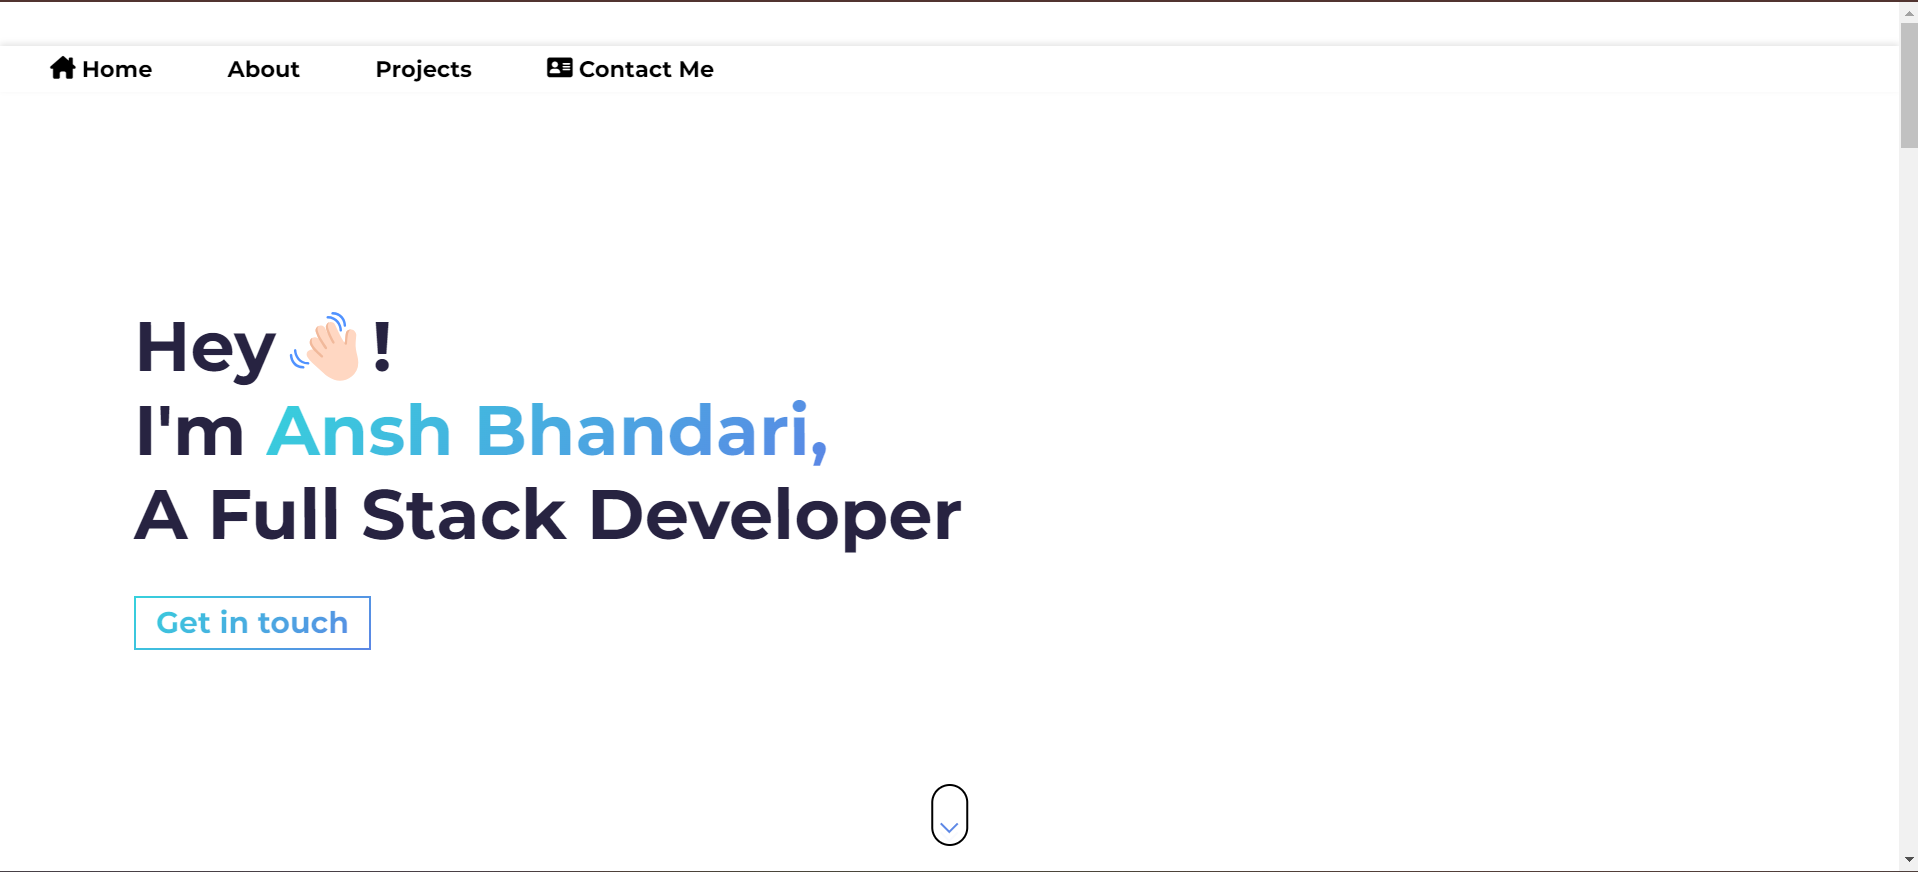 Home About Projects Contact Me
Hey 👋🏻 !
I'm Ansh Bhandari,
A Full Stack Developer
Get in touch